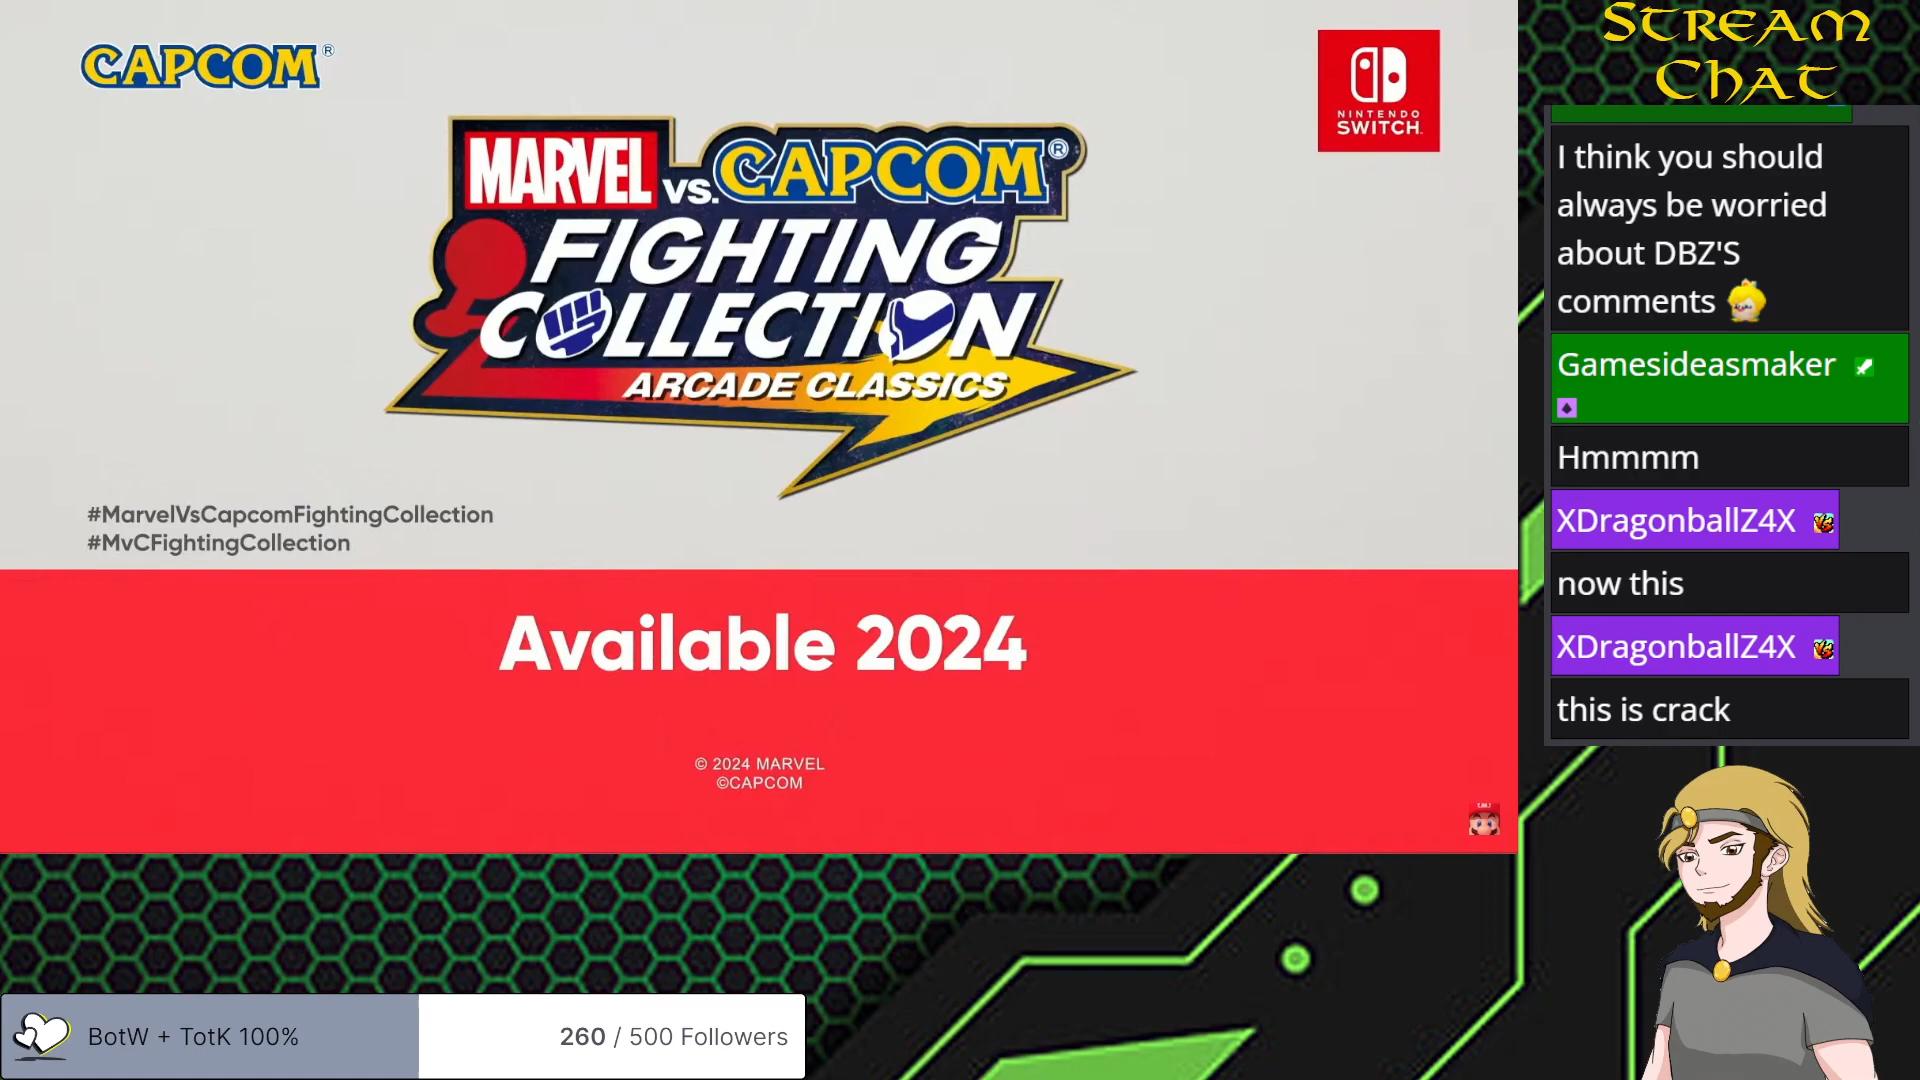 CAPCOM®
NINTENDO
SWITCH™
MARVEL VS. CAPCOM®
FIGHTING
COLLECTION
ARCADE CLASSICS
#MarvelVsCapcomFightingCollection
#MvCFightingCollection
Available 2024
© 2024 MARVEL
©CAPCOM
STREAM
CHAT
I think you should
always be worried
about DBZ'S
comments
Gamesideasmaker
Hmmmm
XDragonballZ4X
now this
XDragonballZ4X
this is crack
BotW + TotK 100%
260 / 500 Followers